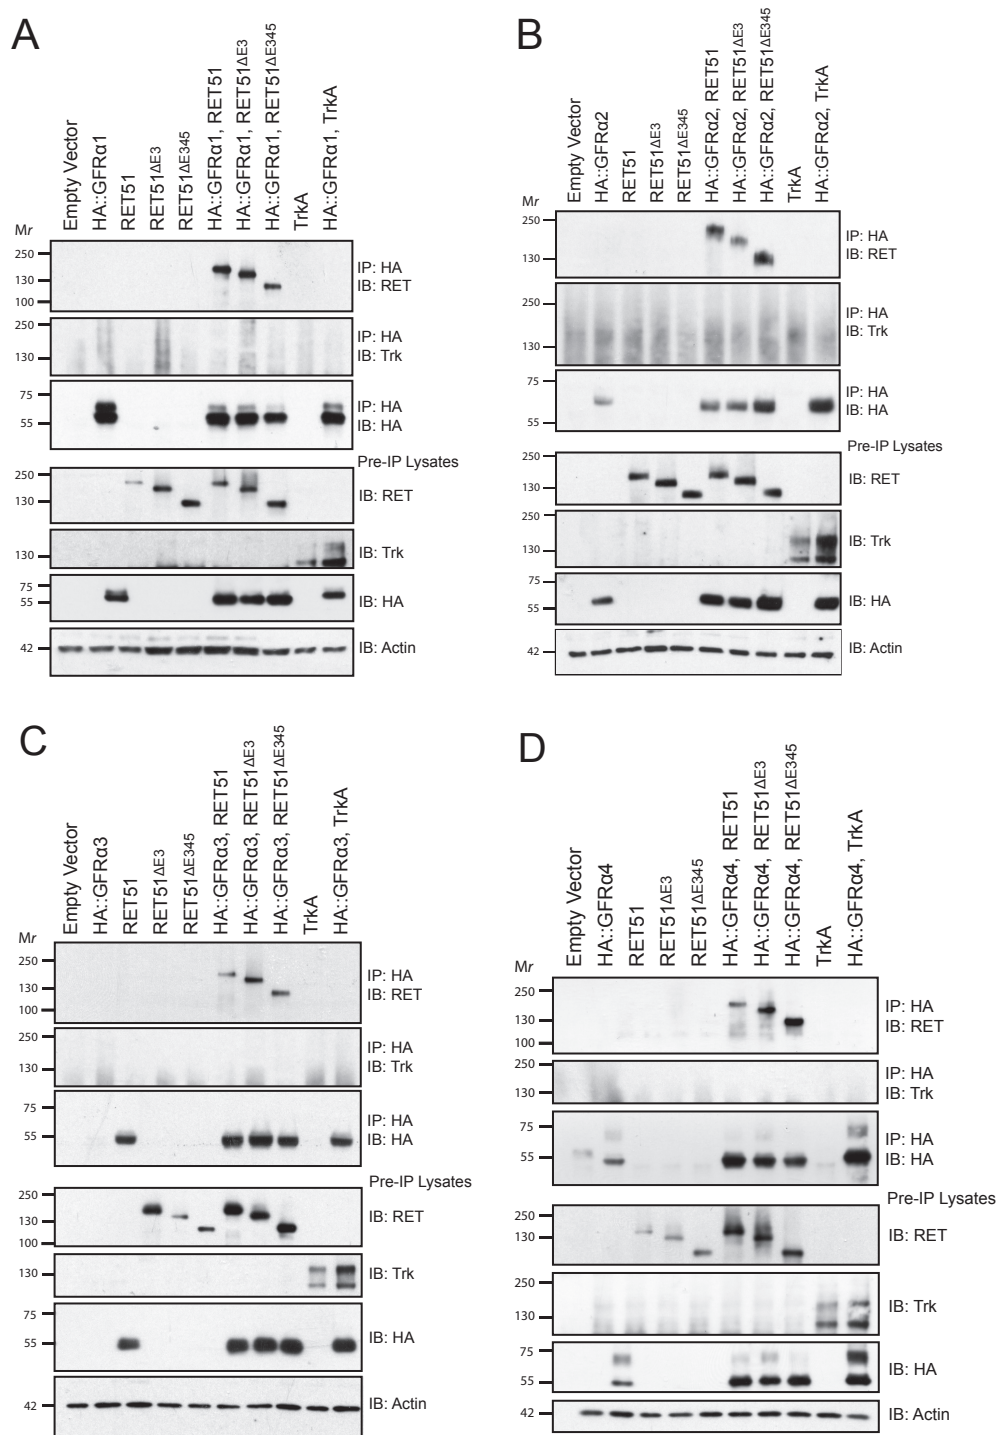 A
Empty Vector
HA::GFRα1
RET51
RET51ΔE3
RET51ΔE345
HA::GFRα1, RET51
HA::GFRα1, RET51ΔE3
HA::GFRα1, RET51ΔE345
TrkA
HA::GFRα1, TrkA
Mr
250
130
100
IP: HA
IB: RET
250
130
IP: HA
IB: Trk
75
55
IP: HA
IB: HA
Pre-IP Lysates
250
130
IB: RET
130
IB: Trk
75
55
IB: HA
42
IB: Actin
B
Empty Vector
HA::GFRα2
RET51
RET51ΔE3
RET51ΔE345
HA::GFRα2, RET51
HA::GFRα2, RET51ΔE3
HA::GFRα2, RET51ΔE345
TrkA
HA::GFRα2, TrkA
Mr
250
130
IP: HA
IB: RET
250
130
IP: HA
IB: Trk
75
55
IP: HA
IB: HA
Pre-IP Lysates
250
130
IB: RET
250
130
IB: Trk
75
55
IB: HA
42
IB: Actin
C
Empty Vector
HA::GFRα3
RET51
RET51ΔE3
RET51ΔE345
HA::GFRα3, RET51
HA::GFRα3, RET51ΔE3
HA::GFRα3, RET51ΔE345
TrkA
HA::GFRα3, TrkA
Mr
250
130
100
IP: HA
IB: RET
250
130
IP: HA
IB: Trk
75
55
IP: HA
IB: HA
Pre-IP Lysates
250
130
100
IB: RET
130
IB: Trk
75
55
IB: HA
42
IB: Actin
D
Empty Vector
HA::GFRα4
RET51
RET51ΔE3
RET51ΔE345
HA::GFRα4, RET51
HA::GFRα4, RET51ΔE3
HA::GFRα4, RET51ΔE345
TrkA
HA::GFRα4, TrkA
Mr
250
130
100
IP: HA
IB: RET
250
130
IP: HA
IB: Trk
75
55
IP: HA
IB: HA
Pre-IP Lysates
250
130
IB: RET
250
130
IB: Trk
75
55
IB: HA
42
IB: Actin